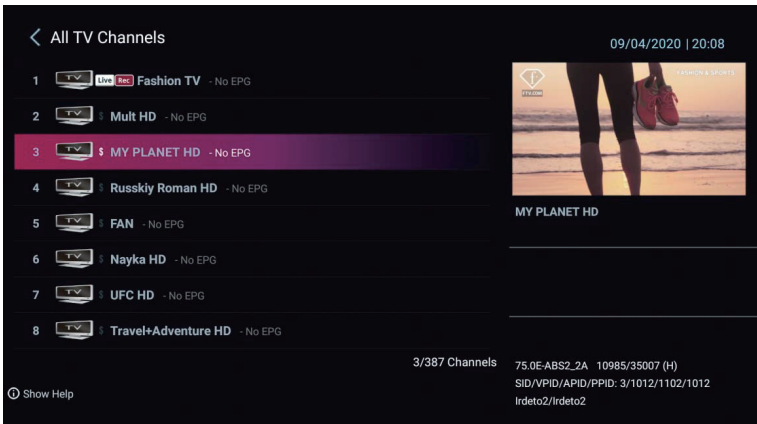 All TV Channels
09/04/2020 | 20:08
1 TV Live Rec Fashion TV - No EPG
2 TV $ Mult HD - No EPG
3 TV $ MY PLANET HD - No EPG
4 TV $ Russkiy Roman HD - No EPG
5 TV $ FAN - No EPG
6 TV $ Nayka HD - No EPG
7 TV $ UFC HD - No EPG
8 TV $ Travel+Adventure HD - No EPG
3/387 Channels
Show Help
FTV.COM
FASHION & SPORTS
MY PLANET HD
75.0E-ABS2_2A 10985/35007 (H)
SID/VPID/APID/PPID: 3/1012/1102/1012
Irdeto2/Irdeto2